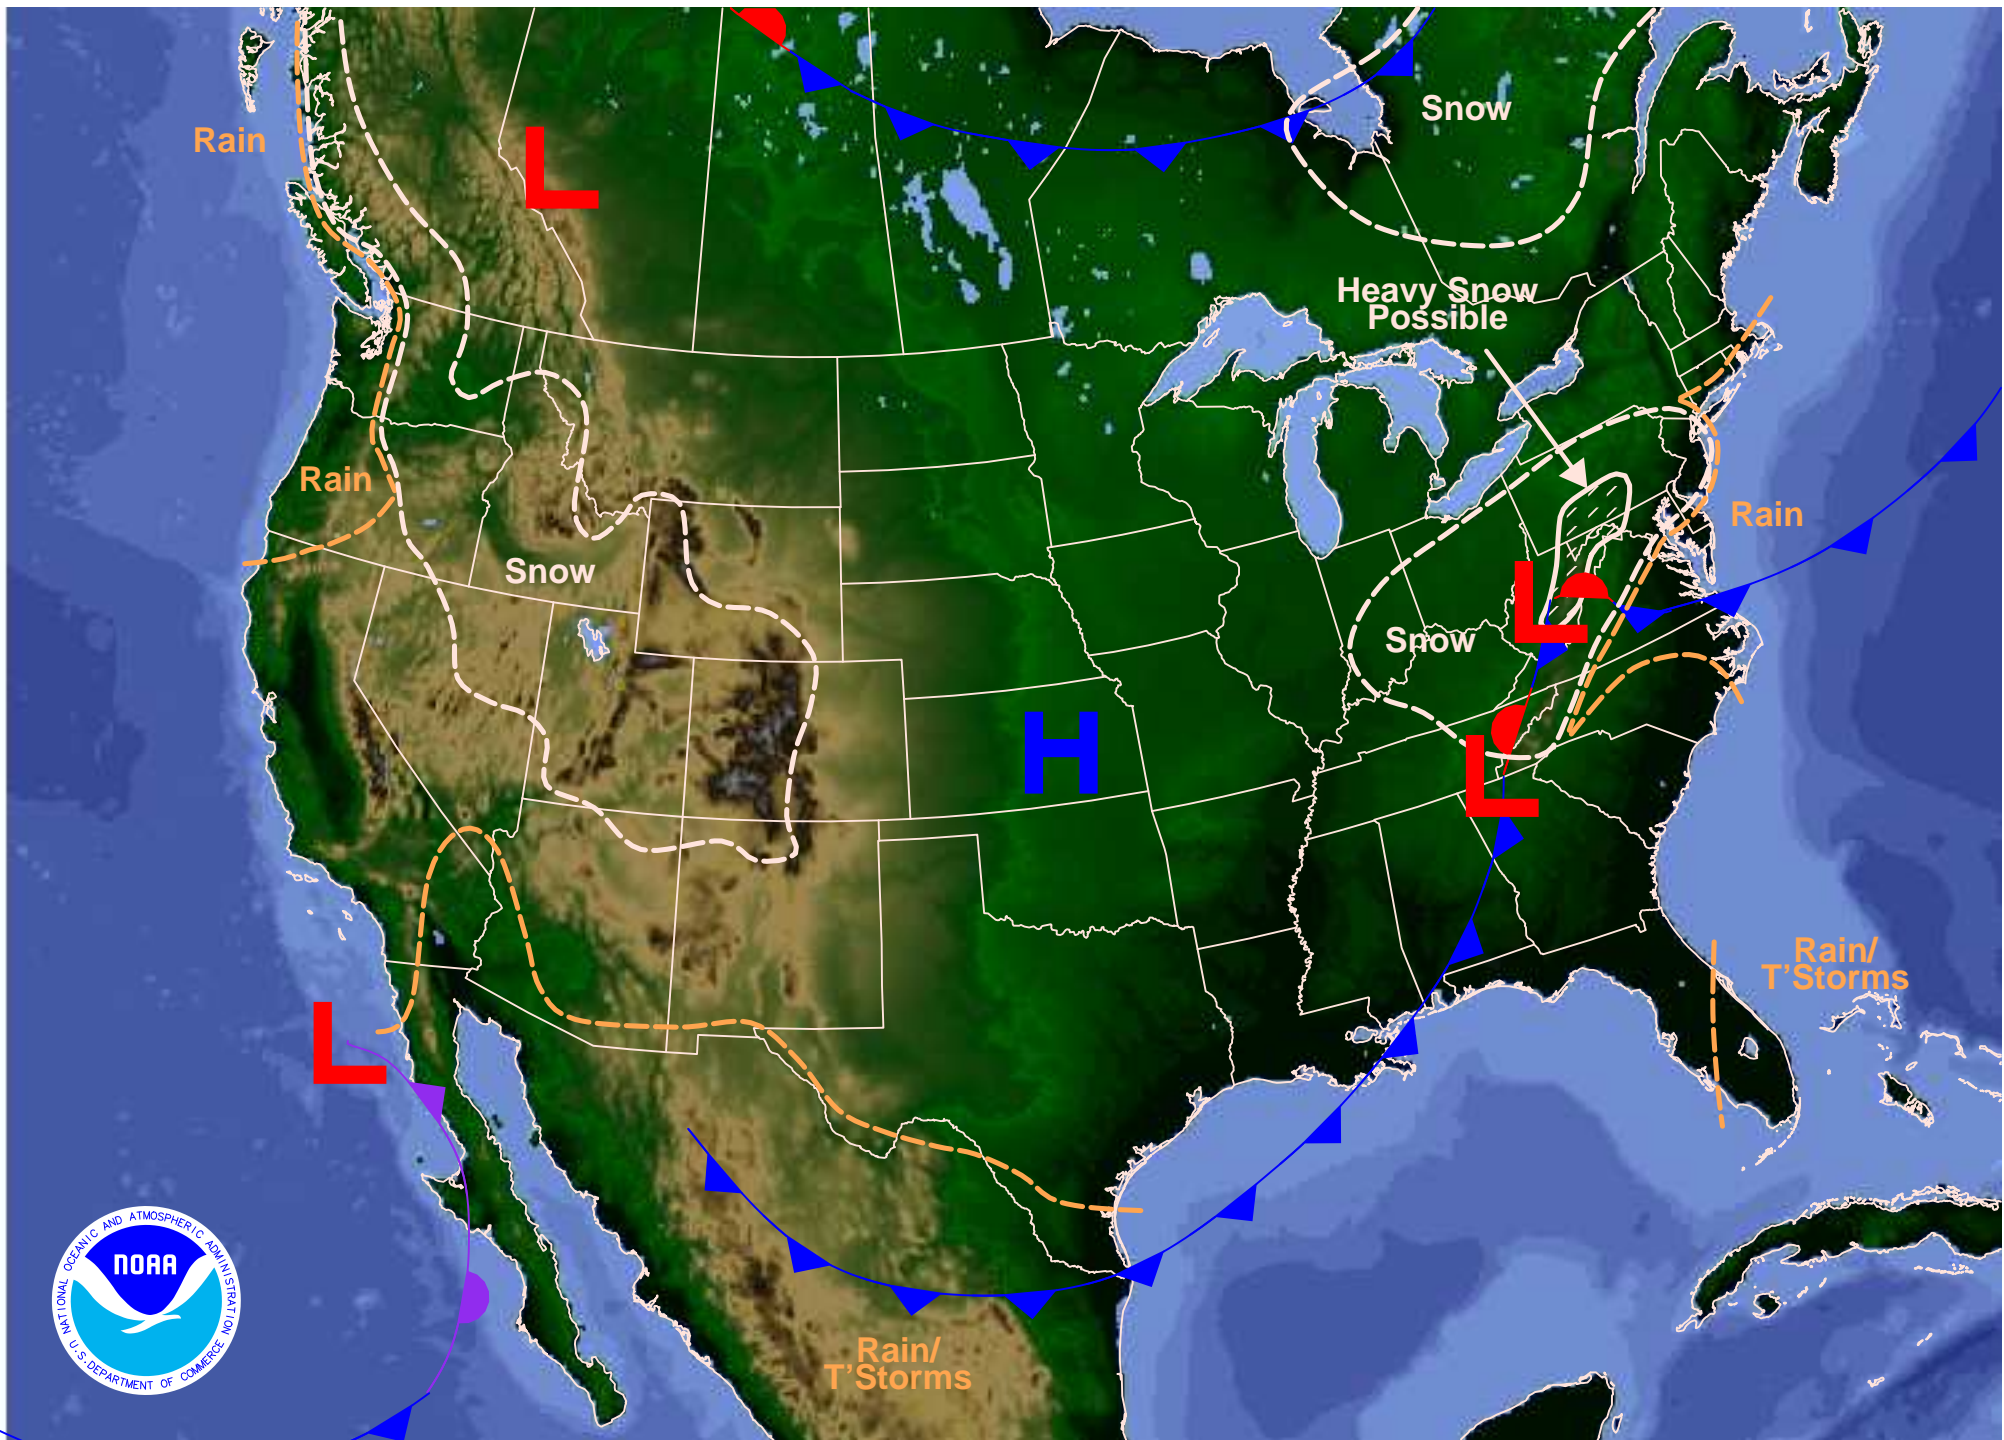 Snow
Rain
L
Heavy Snow
Possible
Rain
Rain
Snow
L
Snow
H
L
Rain/
T'Storms
L
NATIONAL OCEANIC AND ATMOSPHERIC ADMINISTRATION
NOAA
U.S. DEPARTMENT OF COMMERCE
Rain/
T'Storms